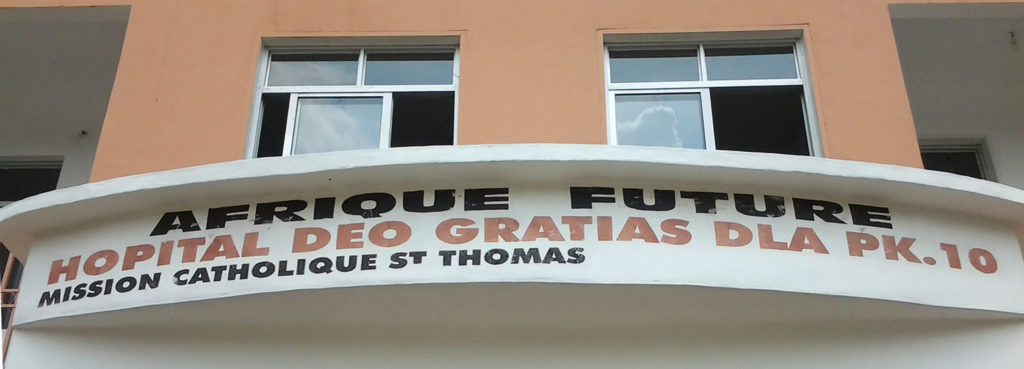 AFRIQUE FUTURE
HOPITAL DEO GRATIAS DLA PK.10
MISSION CATHOLIQUE ST THOMAS